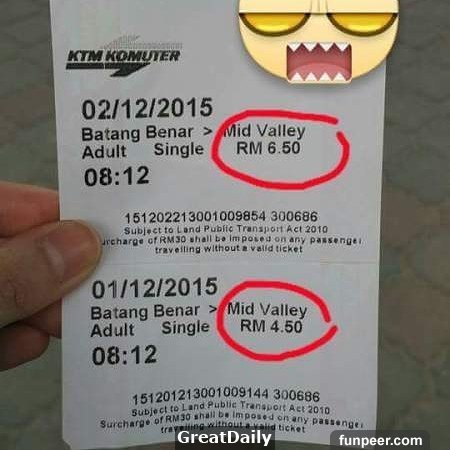 KTM KOMUTER
02/12/2015
Batang Benar > Mid Valley
Adult Single RM 6.50
08:12
151202213001009854 300686
Subject to Land Public Transport Act 2010
urcharge of RM30 shall be imposed on any passenger
travelling without a valid ticket
01/12/2015
Batang Benar > Mid Valley
Adult Single RM 4.50
08:12
151201213001009144 300686
Subject to Land Public Transport Act 2010
Surcharge of RM30 shall be imposed on any passenger
travelling without a valid ticket
GreatDaily
funpeer.com